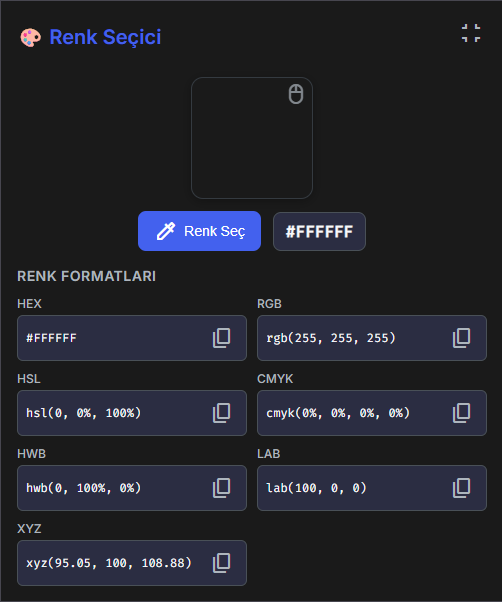 Renk Seçici
Renk Seç
#FFFFFF
RENK FORMATLARI
HEX
#FFFFFF
RGB
rgb(255, 255, 255)
HSL
hsl(0, 0%, 100%)
CMYK
cmyk(0%, 0%, 0%, 0%)
HWB
hwb(0, 100%, 0%)
LAB
lab(100, 0, 0)
XYZ
xyz(95.05, 100, 108.88)